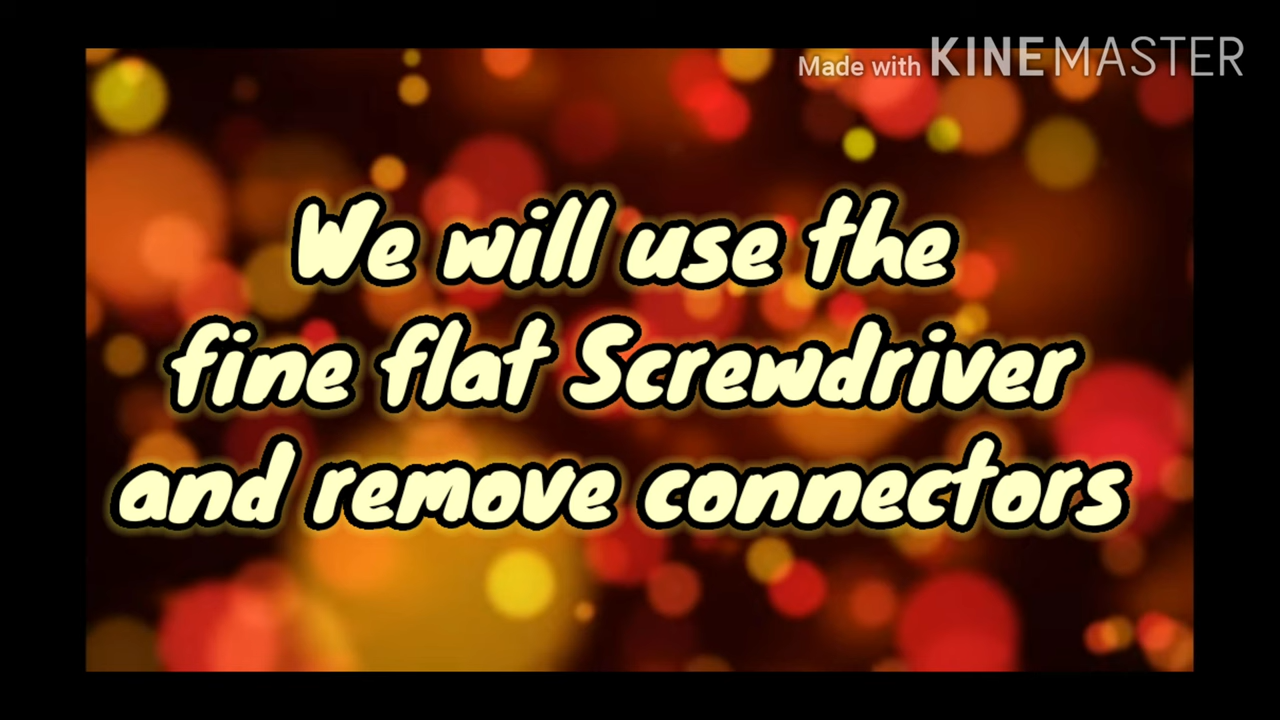 Made with KINEMASTER
We will use the
fine flat Screwdriver
and remove connectors